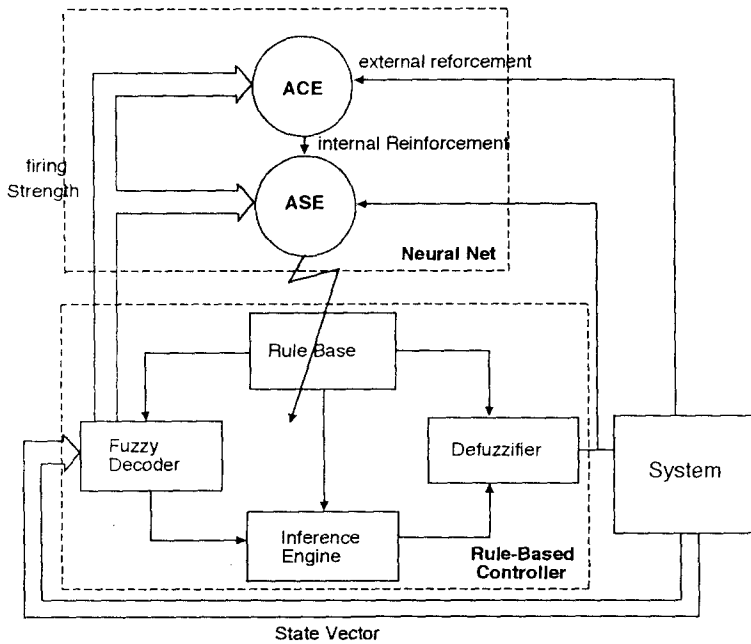 external reforcement
ACE
internal Reinforcement
firing
Strength
ASE
Neural Net
Rule Base
Fuzzy
Decoder
Defuzzifier
System
Inference
Engine
Rule-Based
Controller
State Vector